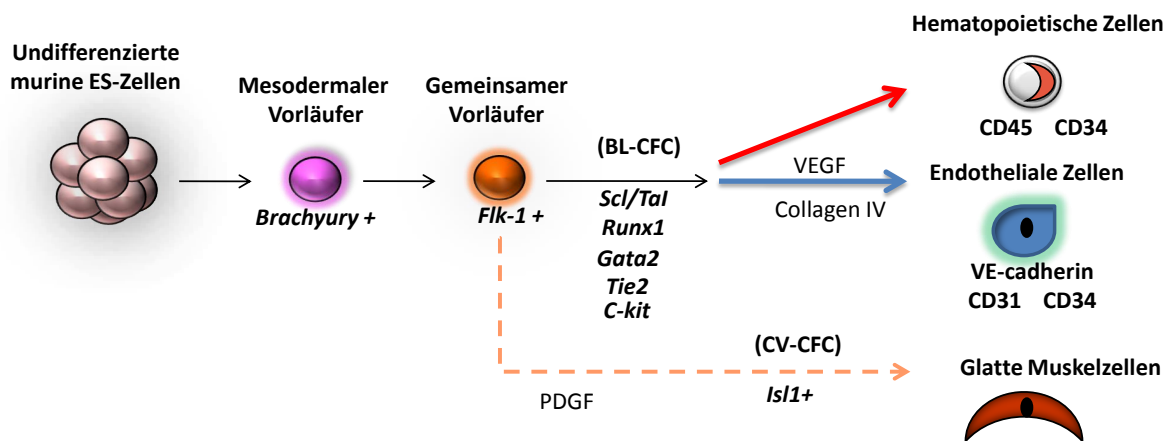 Undifferenzierte
murine ES-Zellen
Mesodermaler
Vorläufer
Brachyury +
Gemeinsamer
Vorläufer
Flk-1 +
(BL-CFC)
Scl/Tal
Runx1
Gata2
Tie2
C-kit
VEGF
Collagen IV
Hematopoietische Zellen
CD45 CD34
Endotheliale Zellen
VE-cadherin
CD31 CD34
PDGF
(CV-CFC)
Isl1+
Glatte Muskelzellen